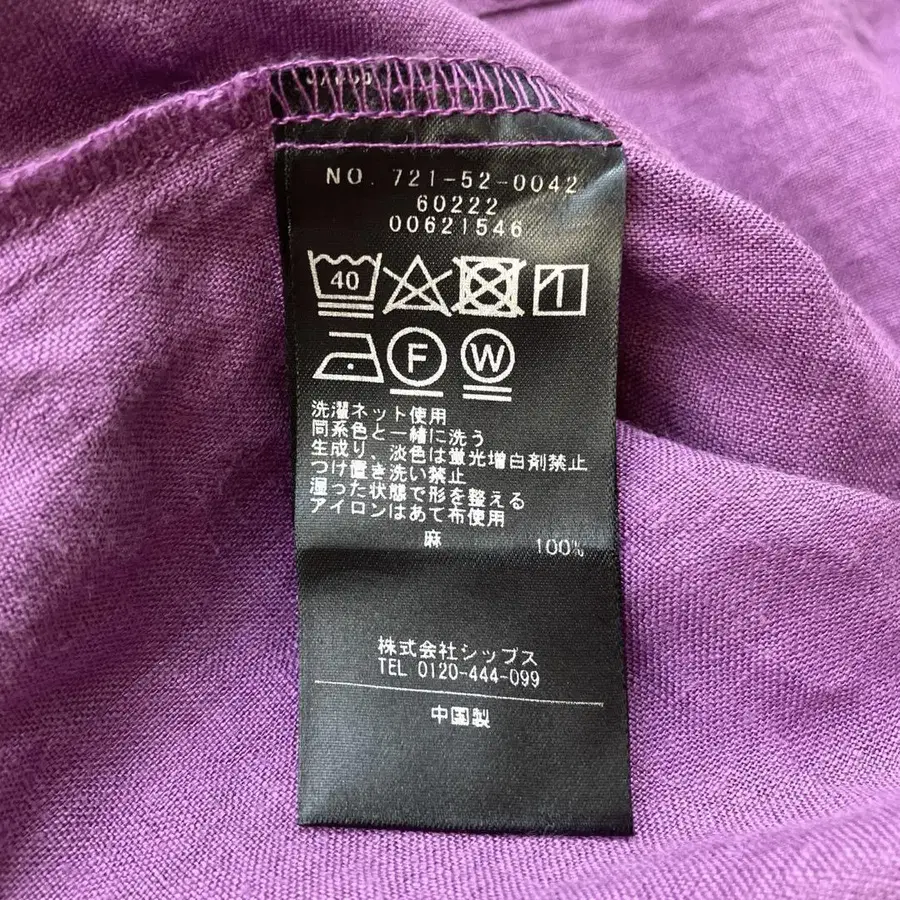 NO. 721-52-0042
60222
00621546
40
F W
洗濯ネット使用
同系色と一緒に洗う
生成り、淡色は蛍光増白剤禁止
つけ置き洗い禁止
湿った状態で形を整える
アイロンはあて布使用
麻 100%
株式会社シップス
TEL 0120-444-099
中国製